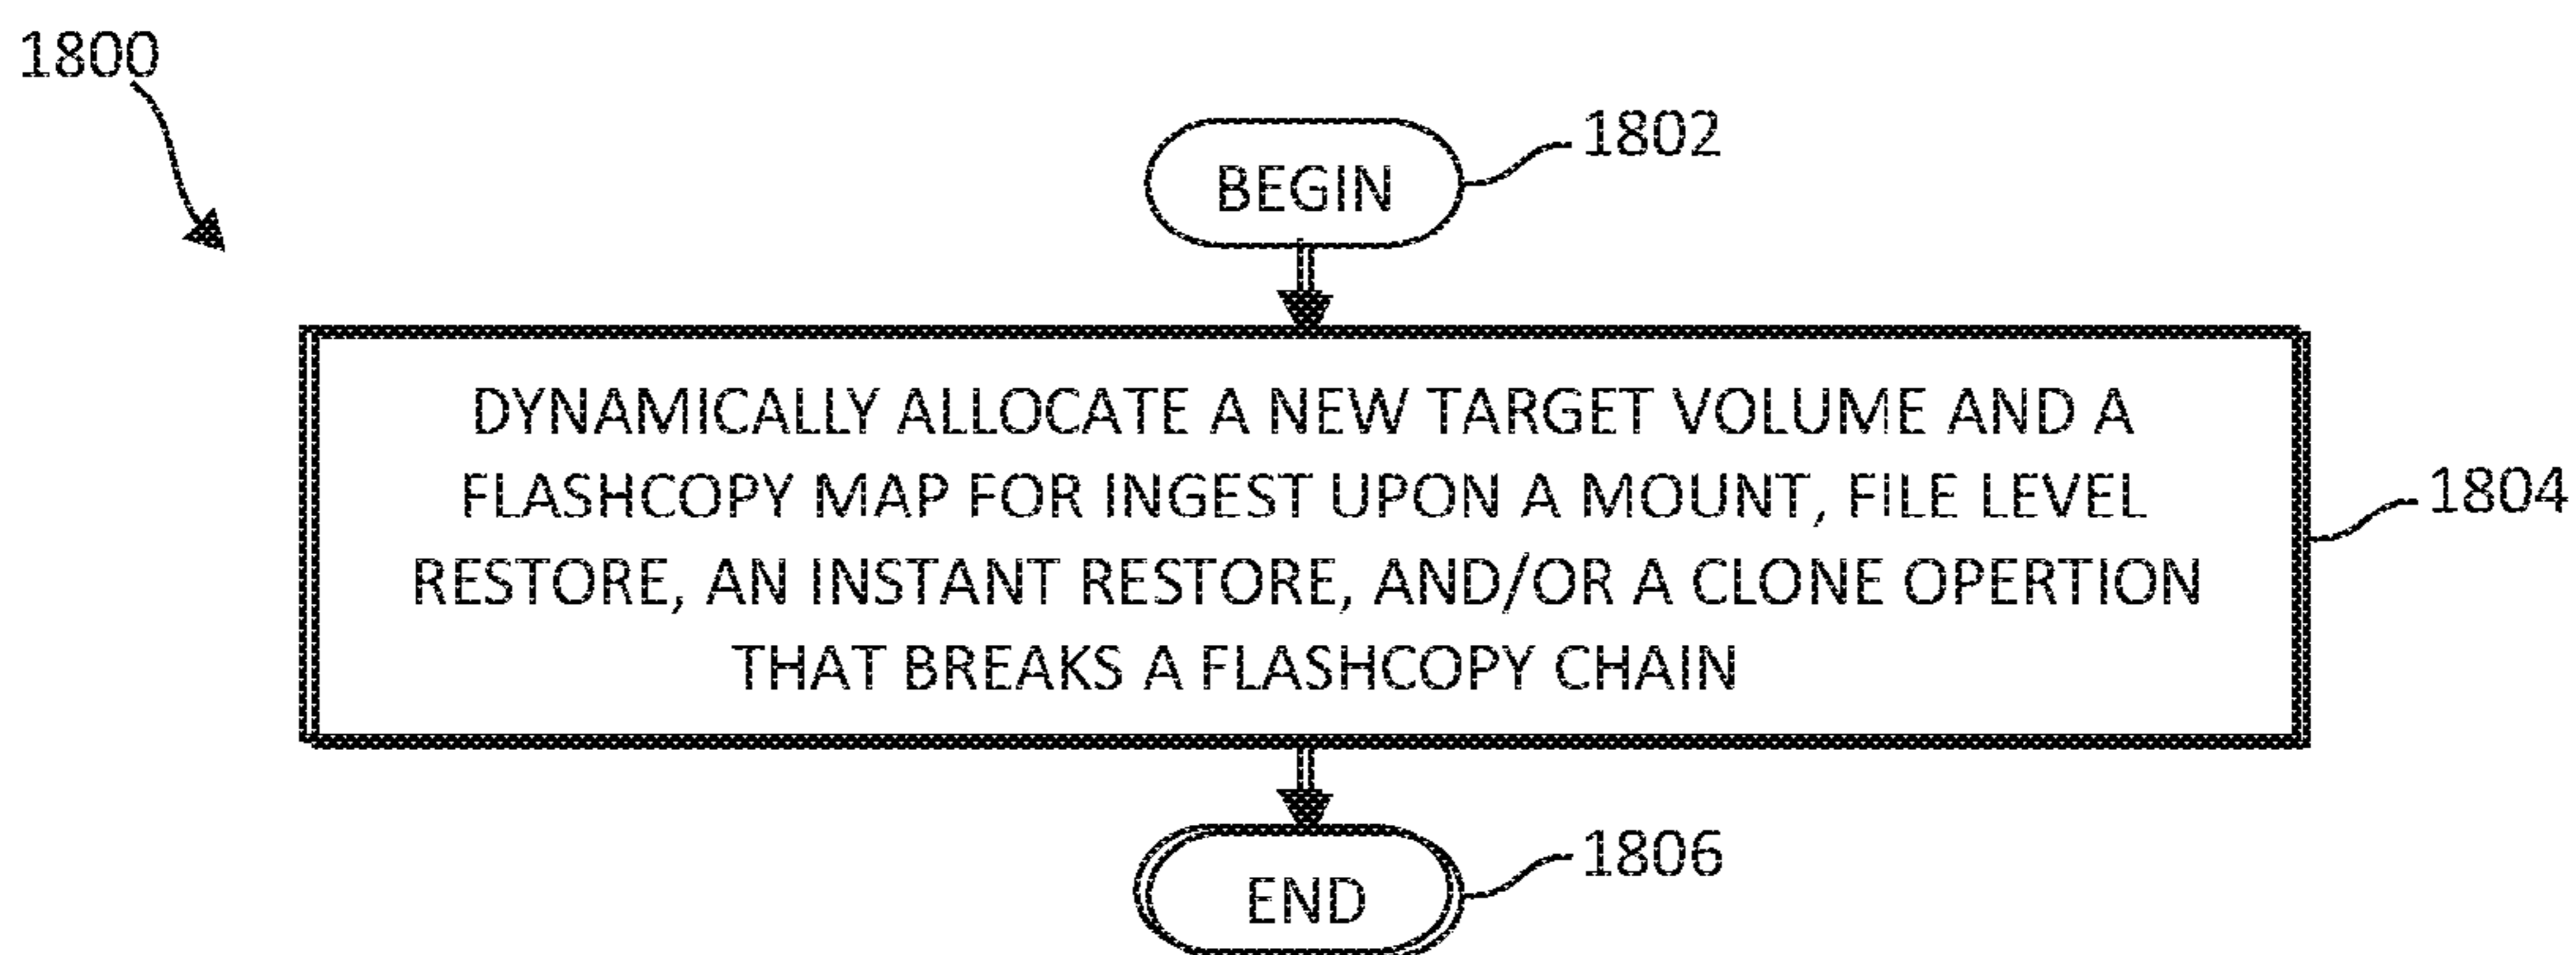 1800
BEGIN
1802
DYNAMICALLY ALLOCATE A NEW TARGET VOLUME AND A
FLASHCOPY MAP FOR INGEST UPON A MOUNT, FILE LEVEL
RESTORE, AN INSTANT RESTORE, AND/OR A CLONE OPERTION
THAT BREAKS A FLASHCOPY CHAIN
1804
END
1806